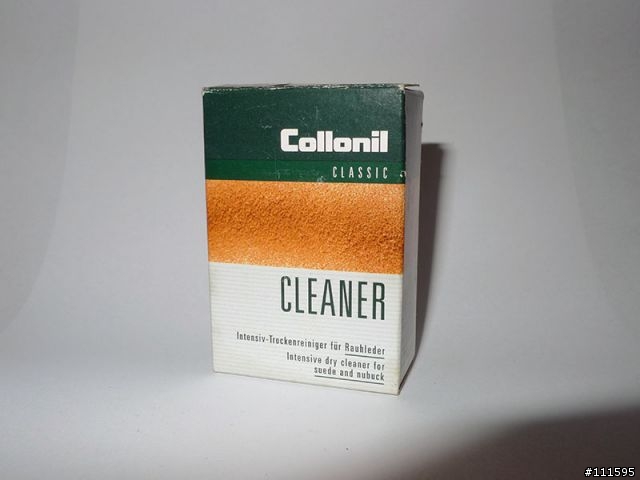 Collonil
CLASSIC
CLEANER
Intensiv-Trockenreiniger für Rauhleder
Intensive dry cleaner for
suede and nubuck
#111595